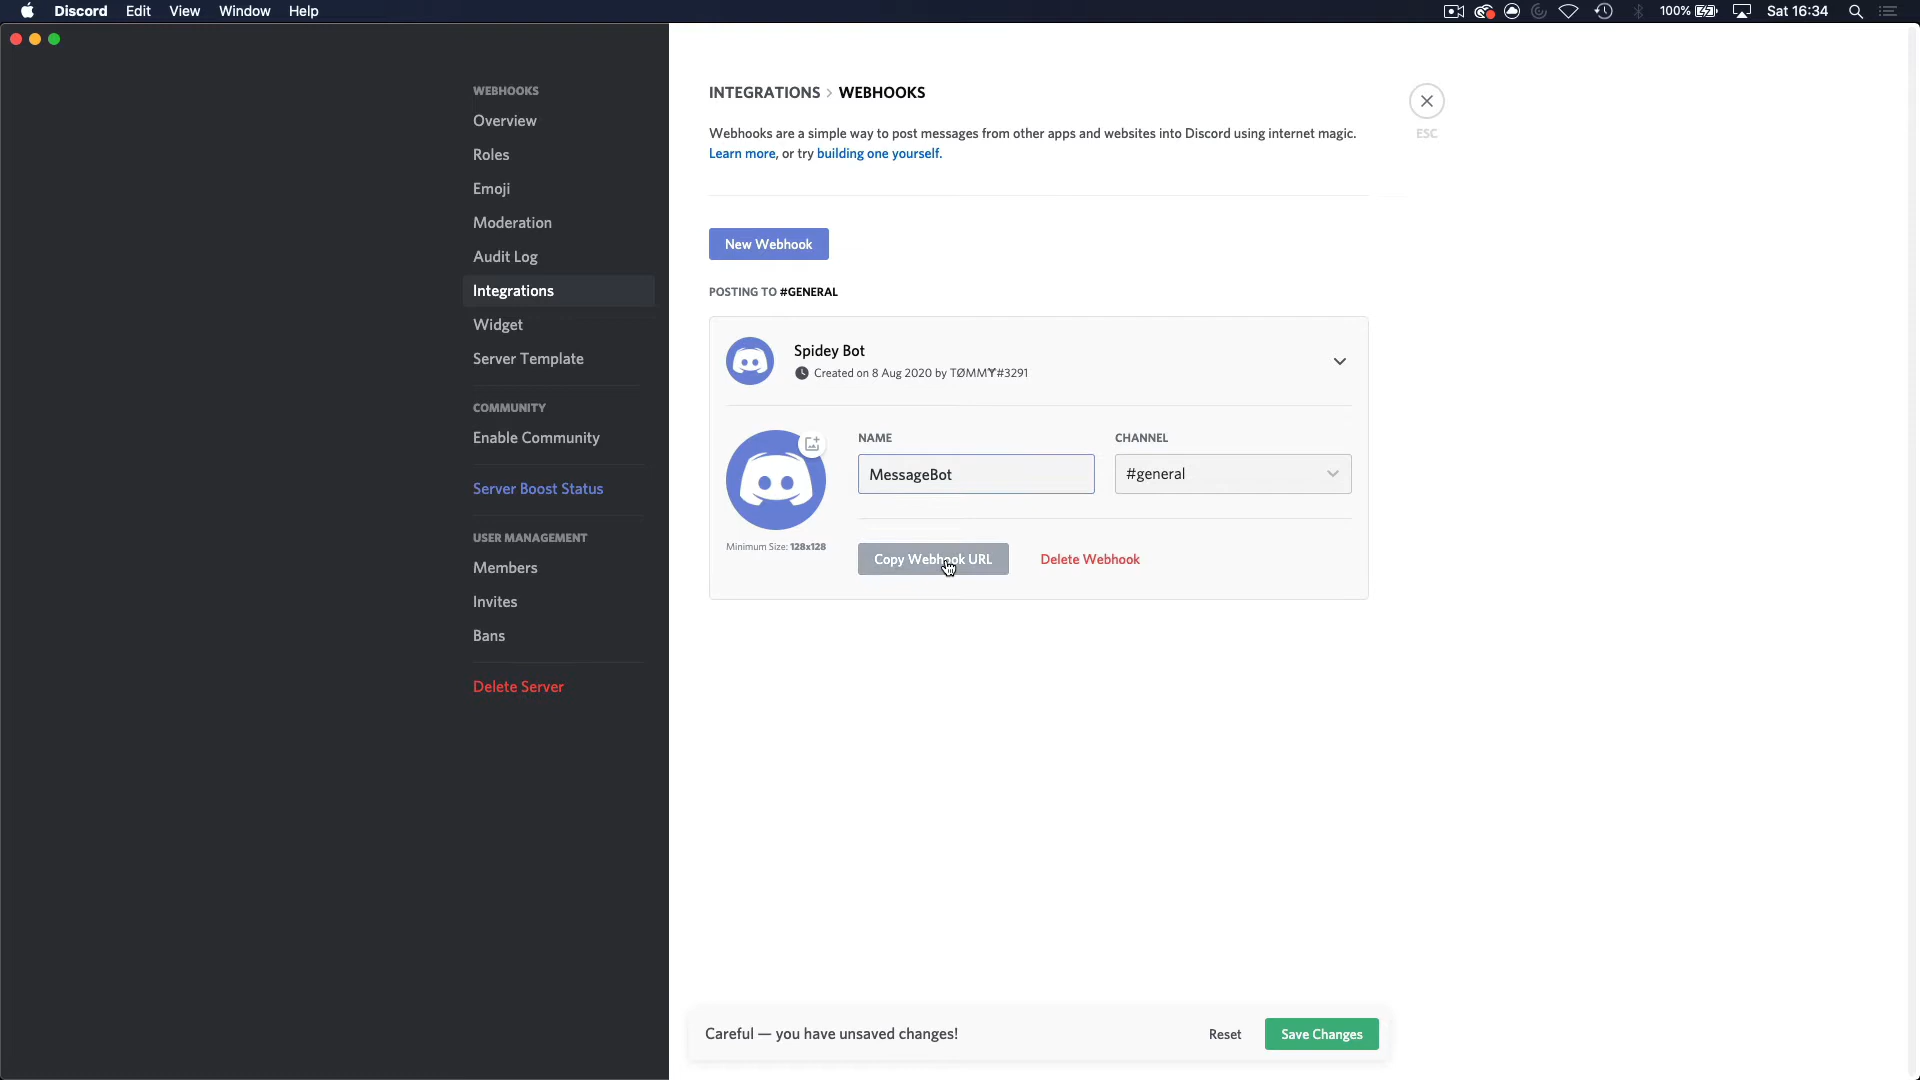 Discord Edit View Window Help
100% Sat 16:34
WEBHOOKS
Overview
Roles
Emoji
Moderation
Audit Log
Integrations
Widget
Server Template
COMMUNITY
Enable Community
Server Boost Status
USER MANAGEMENT
Members
Invites
Bans
Delete Server
INTEGRATIONS > WEBHOOKS
Webhooks are a simple way to post messages from other apps and websites into Discord using internet magic.
Learn more, or try building one yourself.
ESC
New Webhook
POSTING TO #GENERAL
Spidey Bot
Created on 8 Aug 2020 by TØMMɎ#3291
NAME
MessageBot
CHANNEL
#general
Minimum Size: 128x128
Copy Webhook URL
Delete Webhook
Careful — you have unsaved changes!
Reset
Save Changes